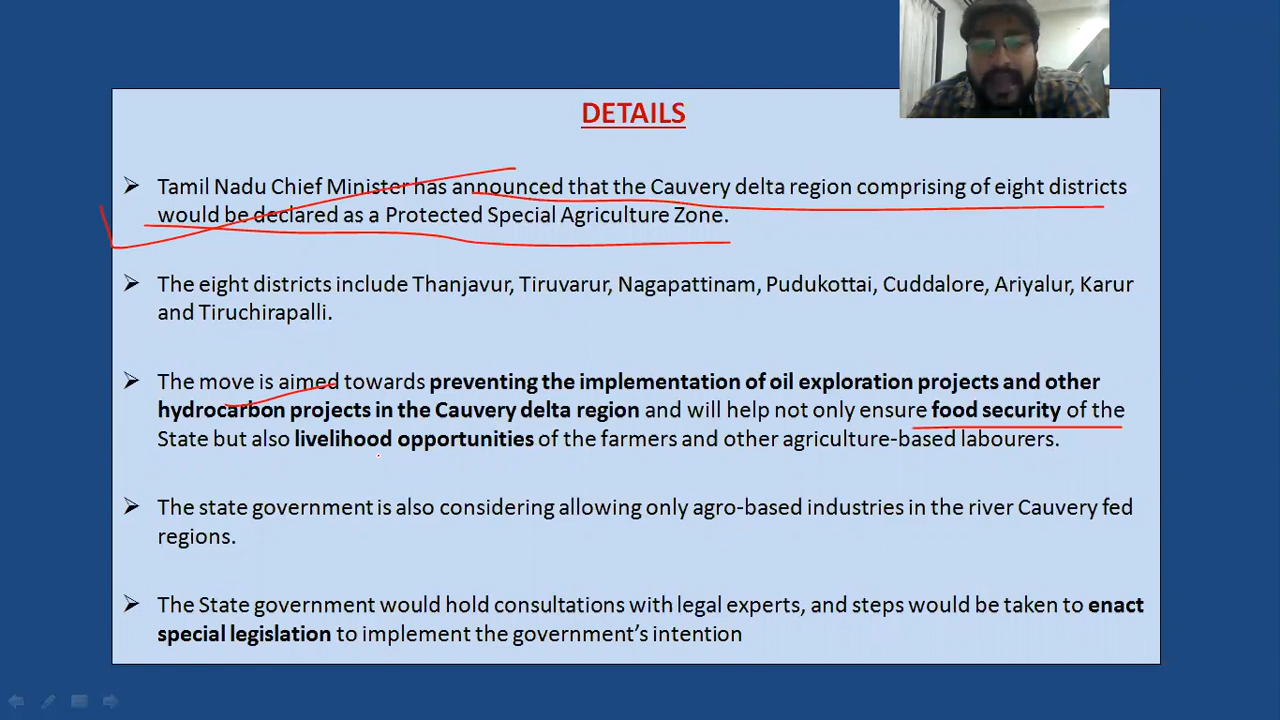 DETAILS
Tamil Nadu Chief Minister has announced that the Cauvery delta region comprising of eight districts
would be declared as a Protected Special Agriculture Zone.
The eight districts include Thanjavur, Tiruvarur, Nagapattinam, Pudukottai, Cuddalore, Ariyalur, Karur
and Tiruchirapalli.
The move is aimed towards preventing the implementation of oil exploration projects and other
hydrocarbon projects in the Cauvery delta region and will help not only ensure food security of the
State but also livelihood opportunities of the farmers and other agriculture-based labourers.
The state government is also considering allowing only agro-based industries in the river Cauvery fed
regions.
The State government would hold consultations with legal experts, and steps would be taken to enact
special legislation to implement the government's intention